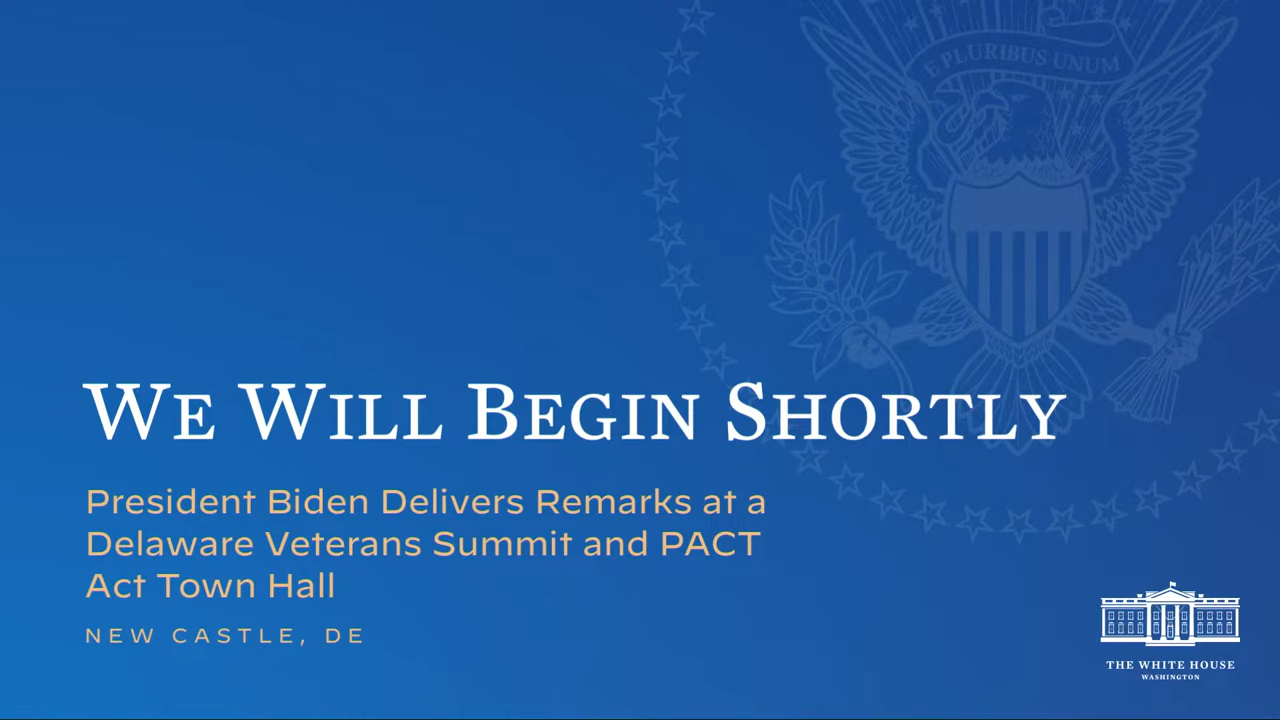 E PLURIBUS UNUM
We Will Begin Shortly
President Biden Delivers Remarks at a
Delaware Veterans Summit and PACT
Act Town Hall
NEW CASTLE, DE
THE WHITE HOUSE
WASHINGTON